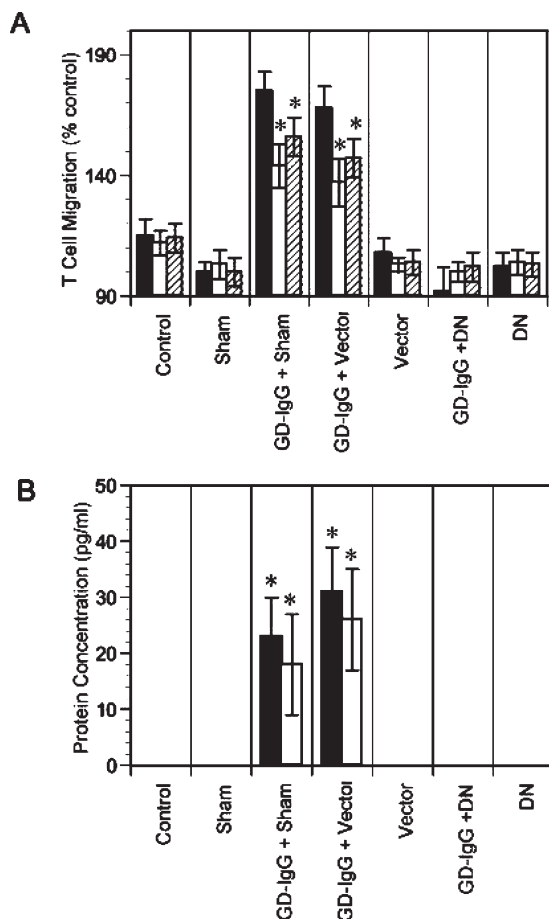 A
T Cell Migration (% control)
190
140
90
* *
* *
Control
Sham
GD-IgG + Sham
GD-IgG + Vector
Vector
GD-IgG +DN
DN
B
Protein Concentration (pg/ml)
50
40
30
20
10
0
* *
* *
Control
Sham
GD-IgG + Sham
GD-IgG + Vector
Vector
GD-IgG +DN
DN